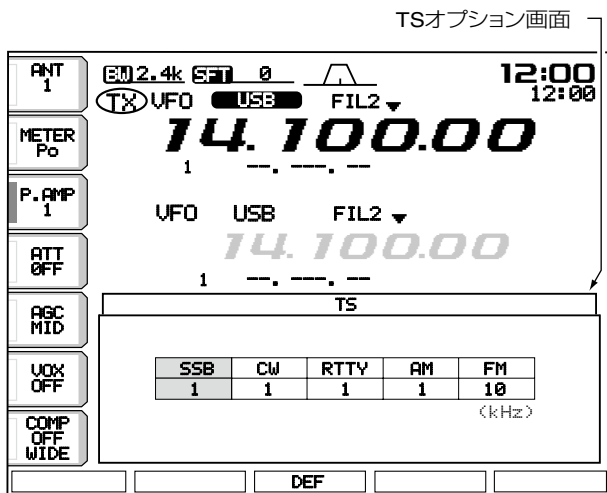 TSオプション画面
ANT
1
BW 2.4k SFT 0
12:00
12:00
TX VFO USB FIL2
METER
Po
14.100.00
1 --.---.--
P.AMP
1
VFO USB FIL2
14.100.00
ATT
OFF
1 --.---.--
AGC
MID
TS
VOX
OFF
SSB CW RTTY AM FM
1 1 1 1 10
(kHz)
COMP
OFF
WIDE
DEF